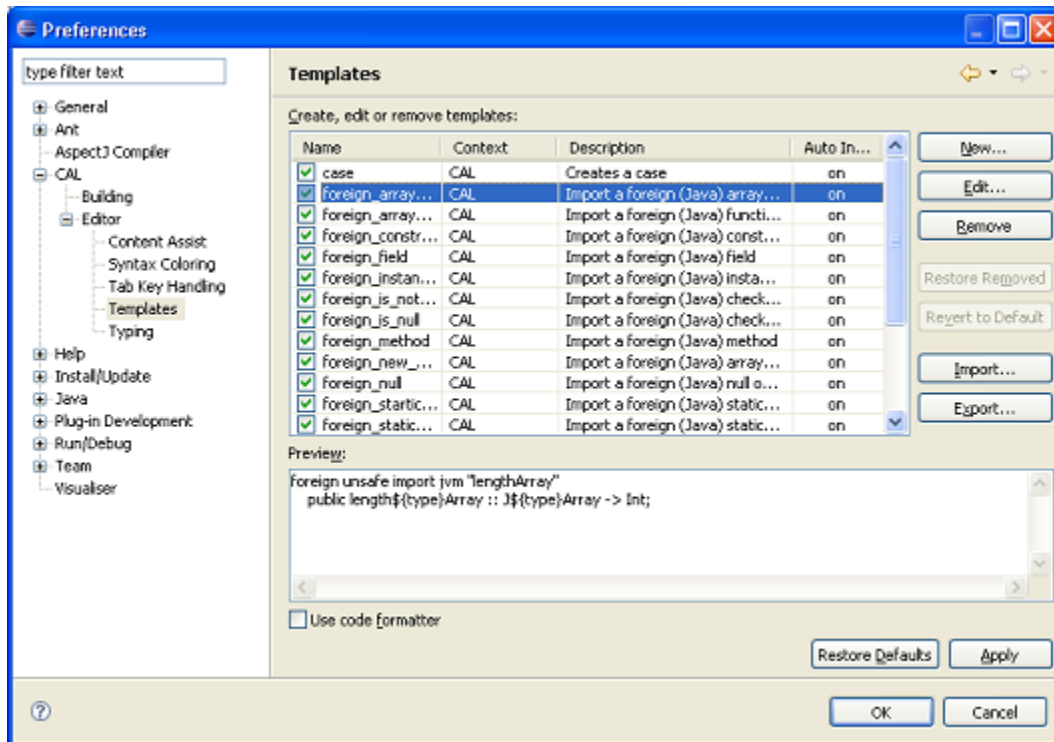 Preferences
type filter text
General
Ant
AspectJ Compiler
CAL
Building
Editor
Content Assist
Syntax Coloring
Tab Key Handling
Templates
Typing
Help
Install/Update
Java
Plug-in Development
Run/Debug
Team
Visualiser
Templates
Create, edit or remove templates:
Name Context Description Auto In...
case CAL Creates a case on
foreign_array... CAL Import a foreign (Java) array... on
foreign_array... CAL Import a foreign (Java) functi... on
foreign_constr... CAL Import a foreign (Java) const... on
foreign_field CAL Import a foreign (Java) field on
foreign_instan... CAL Import a foreign (Java) insta... on
foreign_is_not... CAL Import a foreign (Java) check... on
foreign_is_null CAL Import a foreign (Java) check... on
foreign_method CAL Import a foreign (Java) method on
foreign_new_... CAL Import a foreign (Java) array... on
foreign_null CAL Import a foreign (Java) null o... on
foreign_startic... CAL Import a foreign (Java) static... on
foreign_static... CAL Import a foreign (Java) static... on
New...
Edit...
Remove
Restore Removed
Revert to Default
Import...
Export...
Preview:
foreign unsafe import jvm "lengthArray"
public length${type}Array :: J${type}Array -> Int;
Use code formatter
Restore Defaults Apply
? OK Cancel